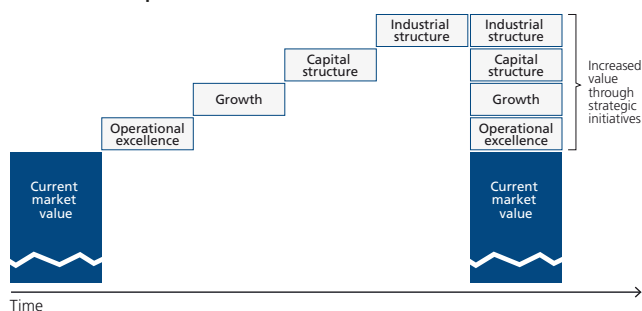 Industrial
structure
Industrial
structure
Capital
structure
Capital
structure
Growth
Growth
Operational
excellence
Operational
excellence
Increased
value
through
strategic
initiatives
Current
market
value
Current
market
value
Time